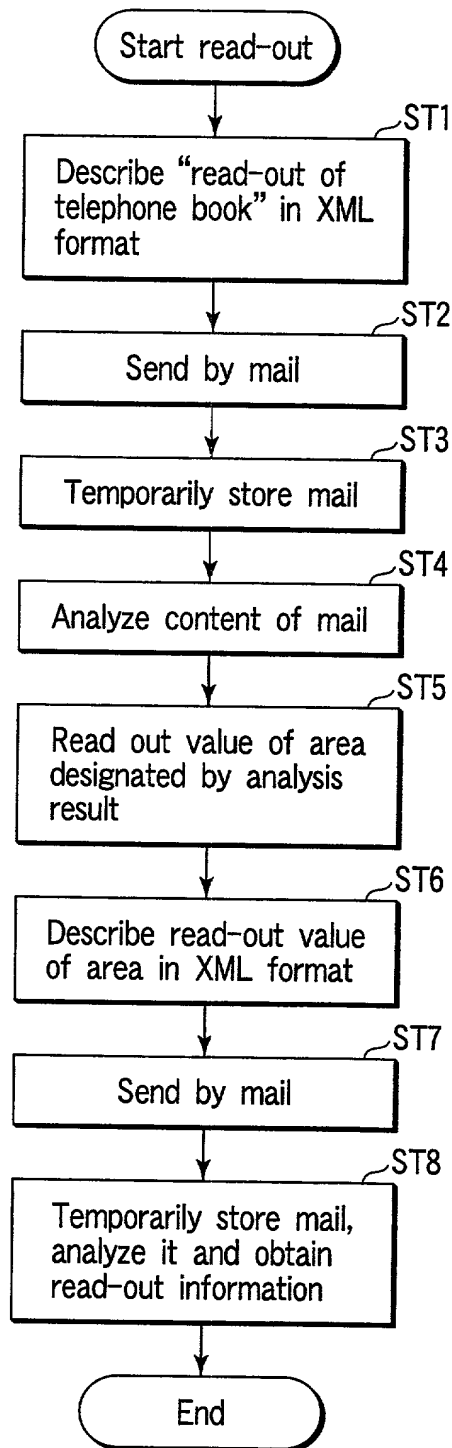 Start read-out
ST1
Describe “read-out of
telephone book” in XML
format
ST2
Send by mail
ST3
Temporarily store mail
ST4
Analyze content of mail
ST5
Read out value of area
designated by analysis
result
ST6
Describe read-out value
of area in XML format
ST7
Send by mail
ST8
Temporarily store mail,
analyze it and obtain
read-out information
End